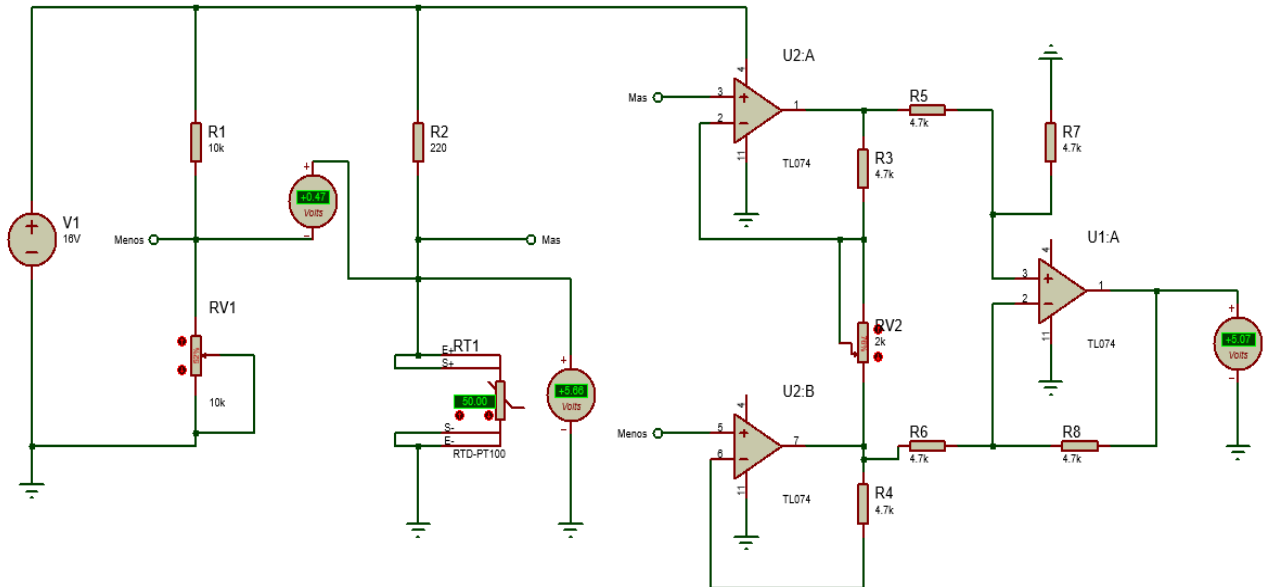 V1
16V
R1
10k
Menos
RV1
10k
+0.47
Volts
R2
220
Mas
E+
S+
RT1
50.00
S-
E-
RTD-PT100
+5.66
Volts
U2:A
Mas
3
2
4
1
11
TL074
R5
4.7k
R3
4.7k
R7
4.7k
U1:A
4
3
2
1
11
TL074
+5.07
Volts
RV2
2k
U2:B
Menos
5
6
4
7
11
TL074
R6
4.7k
R8
4.7k
R4
4.7k